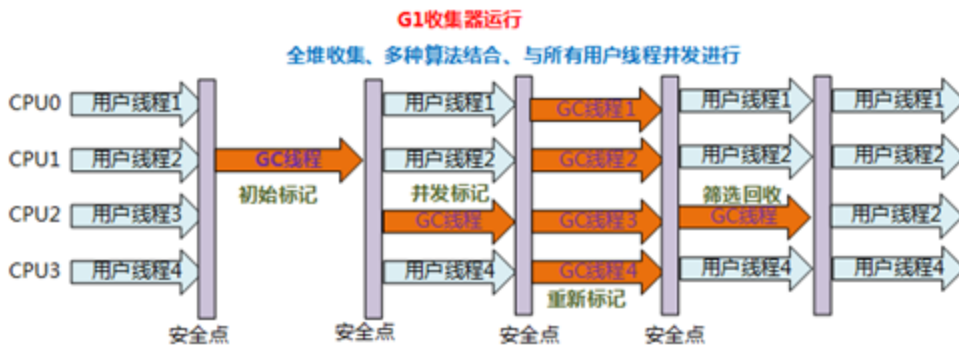 G1收集器运行
全堆收集、多种算法结合、与所有用户线程并发进行
CPU0 用户线程1 用户线程1 GC线程1 用户线程1 用户线程1
CPU1 用户线程2 GC线程 用户线程2 GC线程2 用户线程2 用户线程2
初始标记 并发标记 筛选回收
CPU2 用户线程3 GC线程 GC线程3 GC线程 用户线程2
CPU3 用户线程4 用户线程4 GC线程4 用户线程4 用户线程4
重新标记
安全点 安全点 安全点 安全点